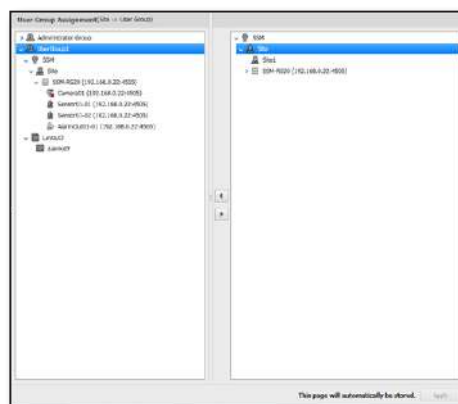 User Group Assignment(Site -> User Group)
Administrator Group
UserGroup1
SSM
Site
SSM-RS20 (192.168.0.22:4505)
Camera01 (192.168.0.22:4505)
Sensor01-01 (192.168.0.22:4505)
Sensor01-02 (192.168.0.22:4505)
AlarmOut01-01 (192.168.0.22:4505)
Layout
SSM
Site
Site1
SSM-RS20 (192.168.0.22:4505)
This page will automatically be stored.
Apply